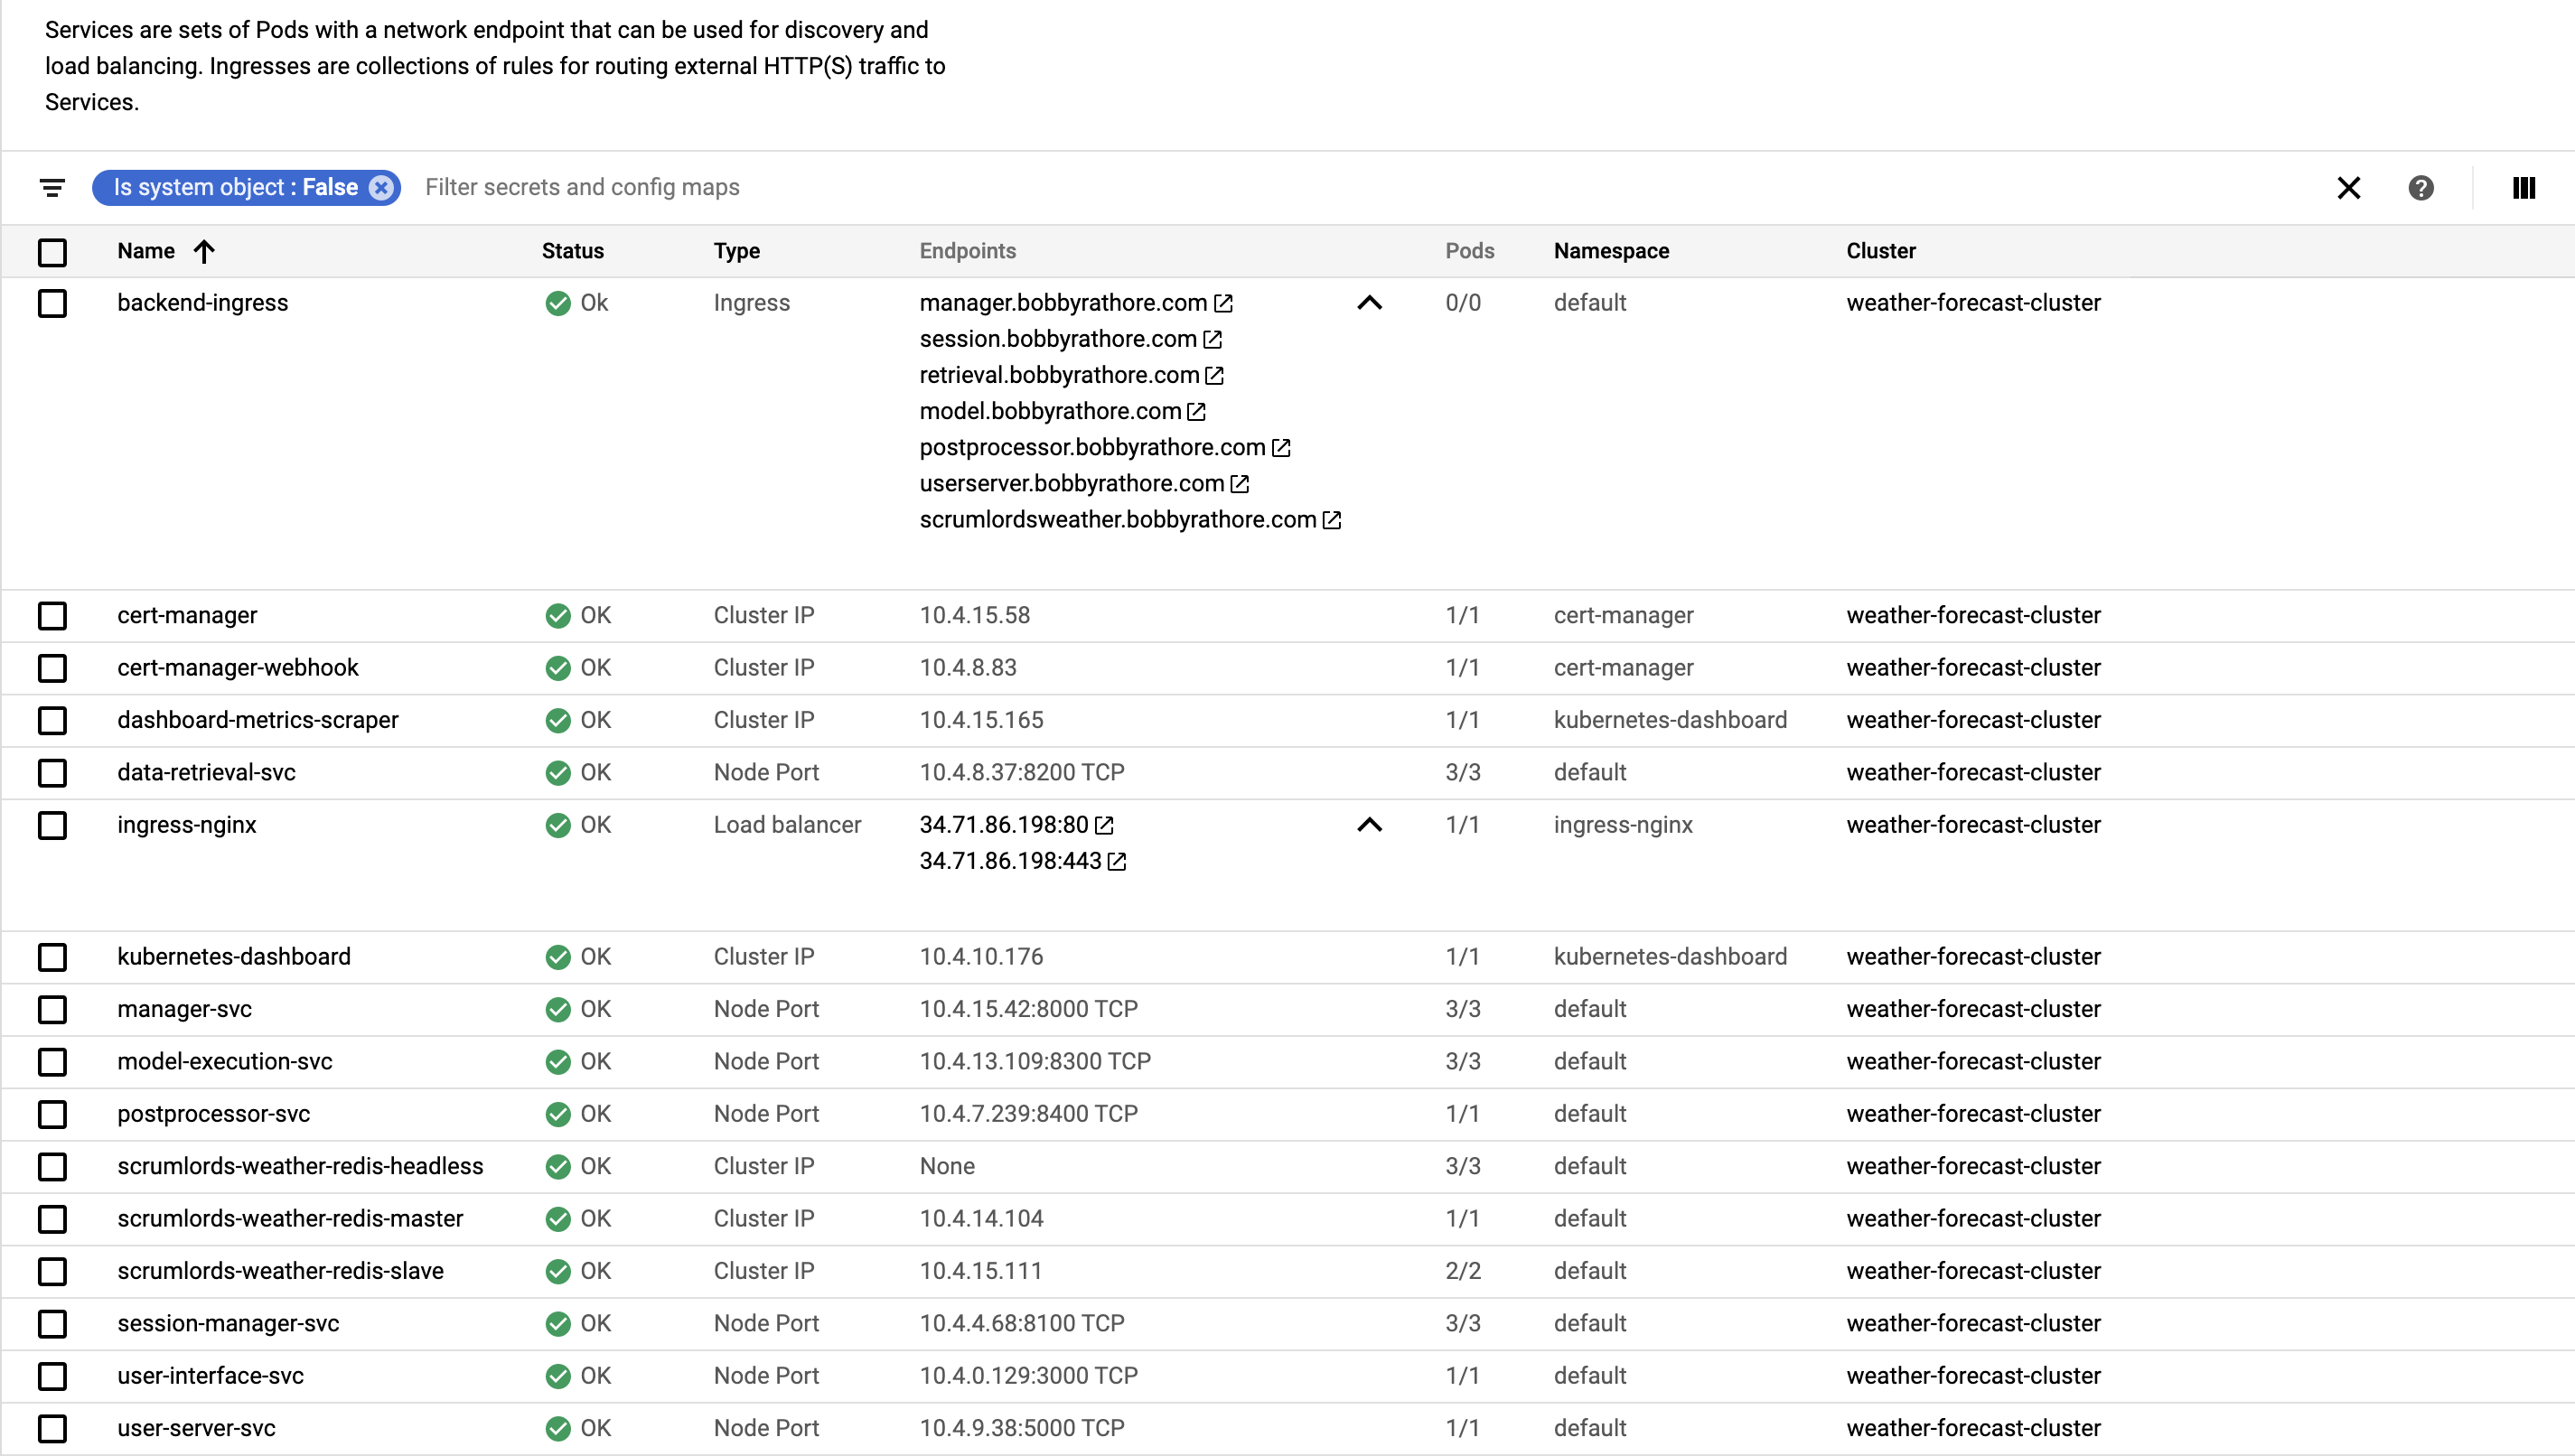 Services are sets of Pods with a network endpoint that can be used for discovery and
load balancing. Ingresses are collections of rules for routing external HTTP(S) traffic to
Services.
Is system object : False Filter secrets and config maps
Name Status Type Endpoints Pods Namespace Cluster
backend-ingress Ok Ingress manager.bobbyrathore.com 0/0 default weather-forecast-cluster
session.bobbyrathore.com
retrieval.bobbyrathore.com
model.bobbyrathore.com
postprocessor.bobbyrathore.com
userserver.bobbyrathore.com
scrumlordsweather.bobbyrathore.com
cert-manager OK Cluster IP 10.4.15.58 1/1 cert-manager weather-forecast-cluster
cert-manager-webhook OK Cluster IP 10.4.8.83 1/1 cert-manager weather-forecast-cluster
dashboard-metrics-scraper OK Cluster IP 10.4.15.165 1/1 kubernetes-dashboard weather-forecast-cluster
data-retrieval-svc OK Node Port 10.4.8.37:8200 TCP 3/3 default weather-forecast-cluster
ingress-nginx OK Load balancer 34.71.86.198:80 1/1 ingress-nginx weather-forecast-cluster
34.71.86.198:443
kubernetes-dashboard OK Cluster IP 10.4.10.176 1/1 kubernetes-dashboard weather-forecast-cluster
manager-svc OK Node Port 10.4.15.42:8000 TCP 3/3 default weather-forecast-cluster
model-execution-svc OK Node Port 10.4.13.109:8300 TCP 3/3 default weather-forecast-cluster
postprocessor-svc OK Node Port 10.4.7.239:8400 TCP 1/1 default weather-forecast-cluster
scrumlords-weather-redis-headless OK Cluster IP None 3/3 default weather-forecast-cluster
scrumlords-weather-redis-master OK Cluster IP 10.4.14.104 1/1 default weather-forecast-cluster
scrumlords-weather-redis-slave OK Cluster IP 10.4.15.111 2/2 default weather-forecast-cluster
session-manager-svc OK Node Port 10.4.4.68:8100 TCP 3/3 default weather-forecast-cluster
user-interface-svc OK Node Port 10.4.0.129:3000 TCP 1/1 default weather-forecast-cluster
user-server-svc OK Node Port 10.4.9.38:5000 TCP 1/1 default weather-forecast-cluster